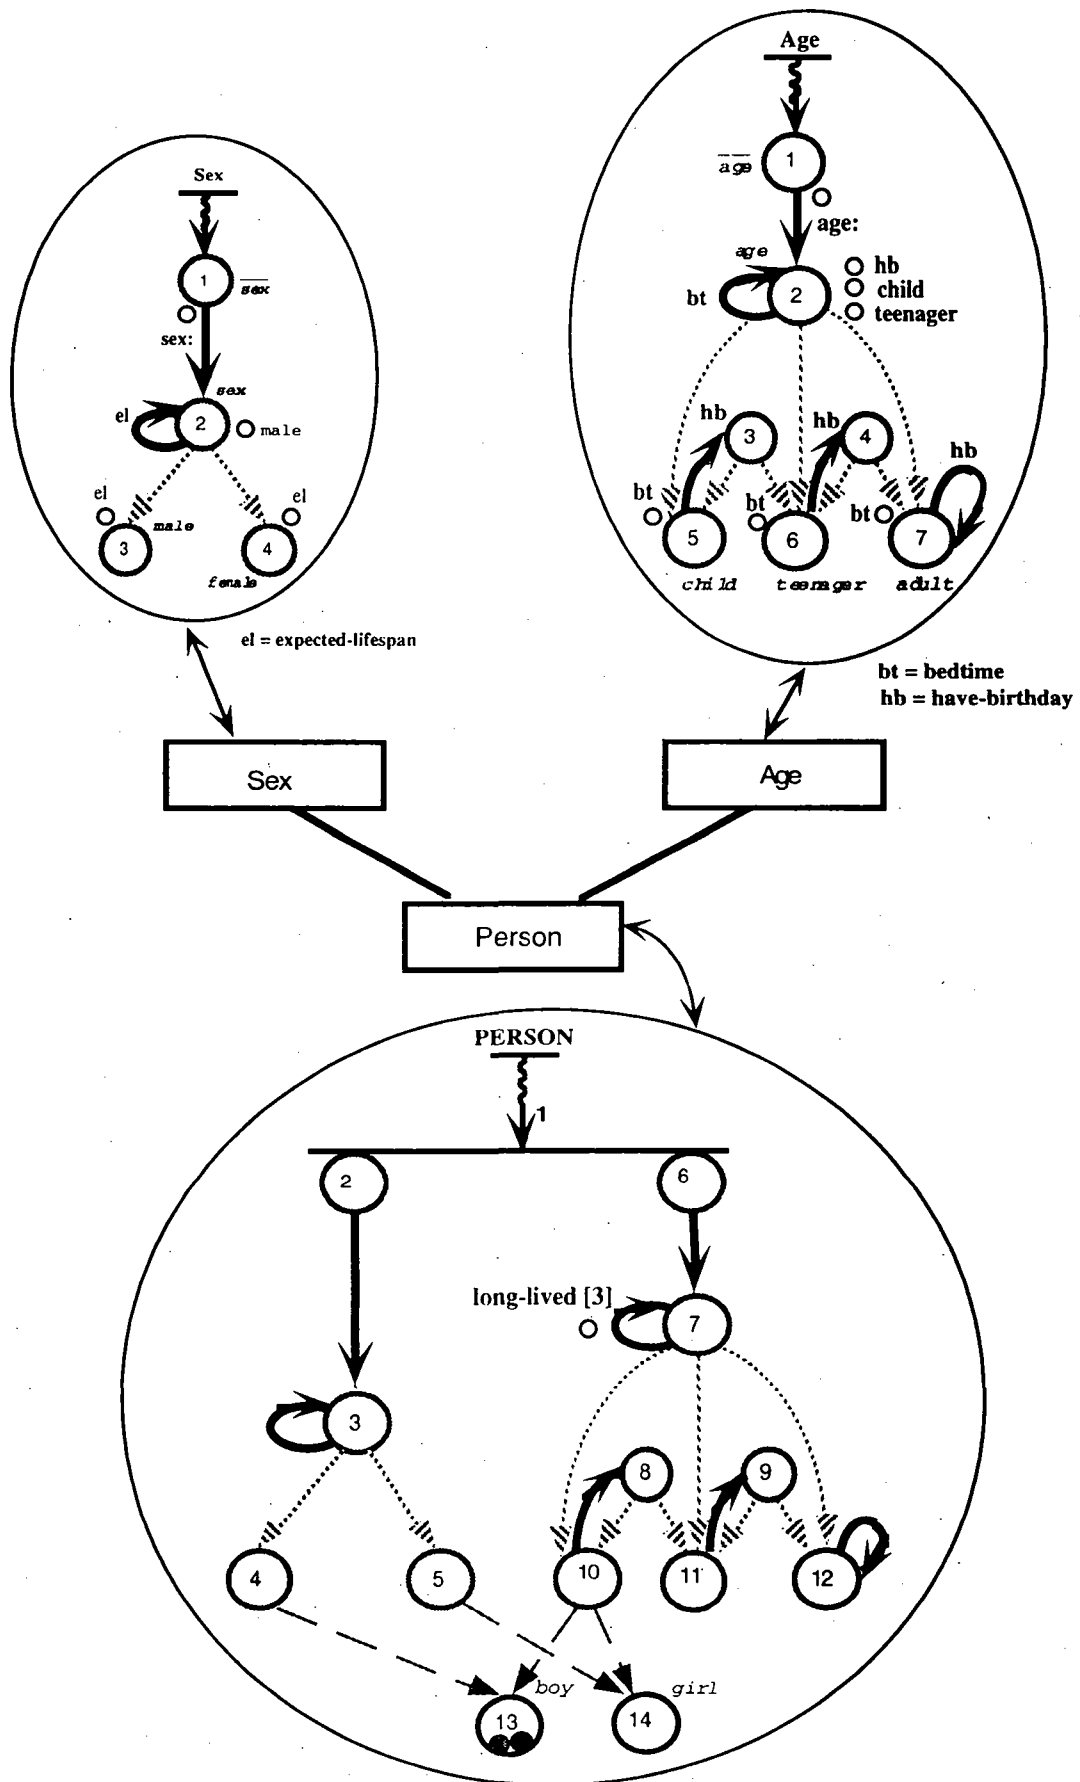 Age
1
age
age:
age
2
hb
child
teenager
bt
hb
3
hb
4
hb
bt
bt
bt
5
6
7
child
teenager
adult
Sex
1
sex
sex:
sex
el
2
male
el
el
male
3
4
female
el = expected-lifespan
bt = bedtime
hb = have-birthday
Sex
Age
Person
PERSON
1
2
6
long-lived [3]
7
3
8
9
4
5
10
11
12
boy
girl
13
14